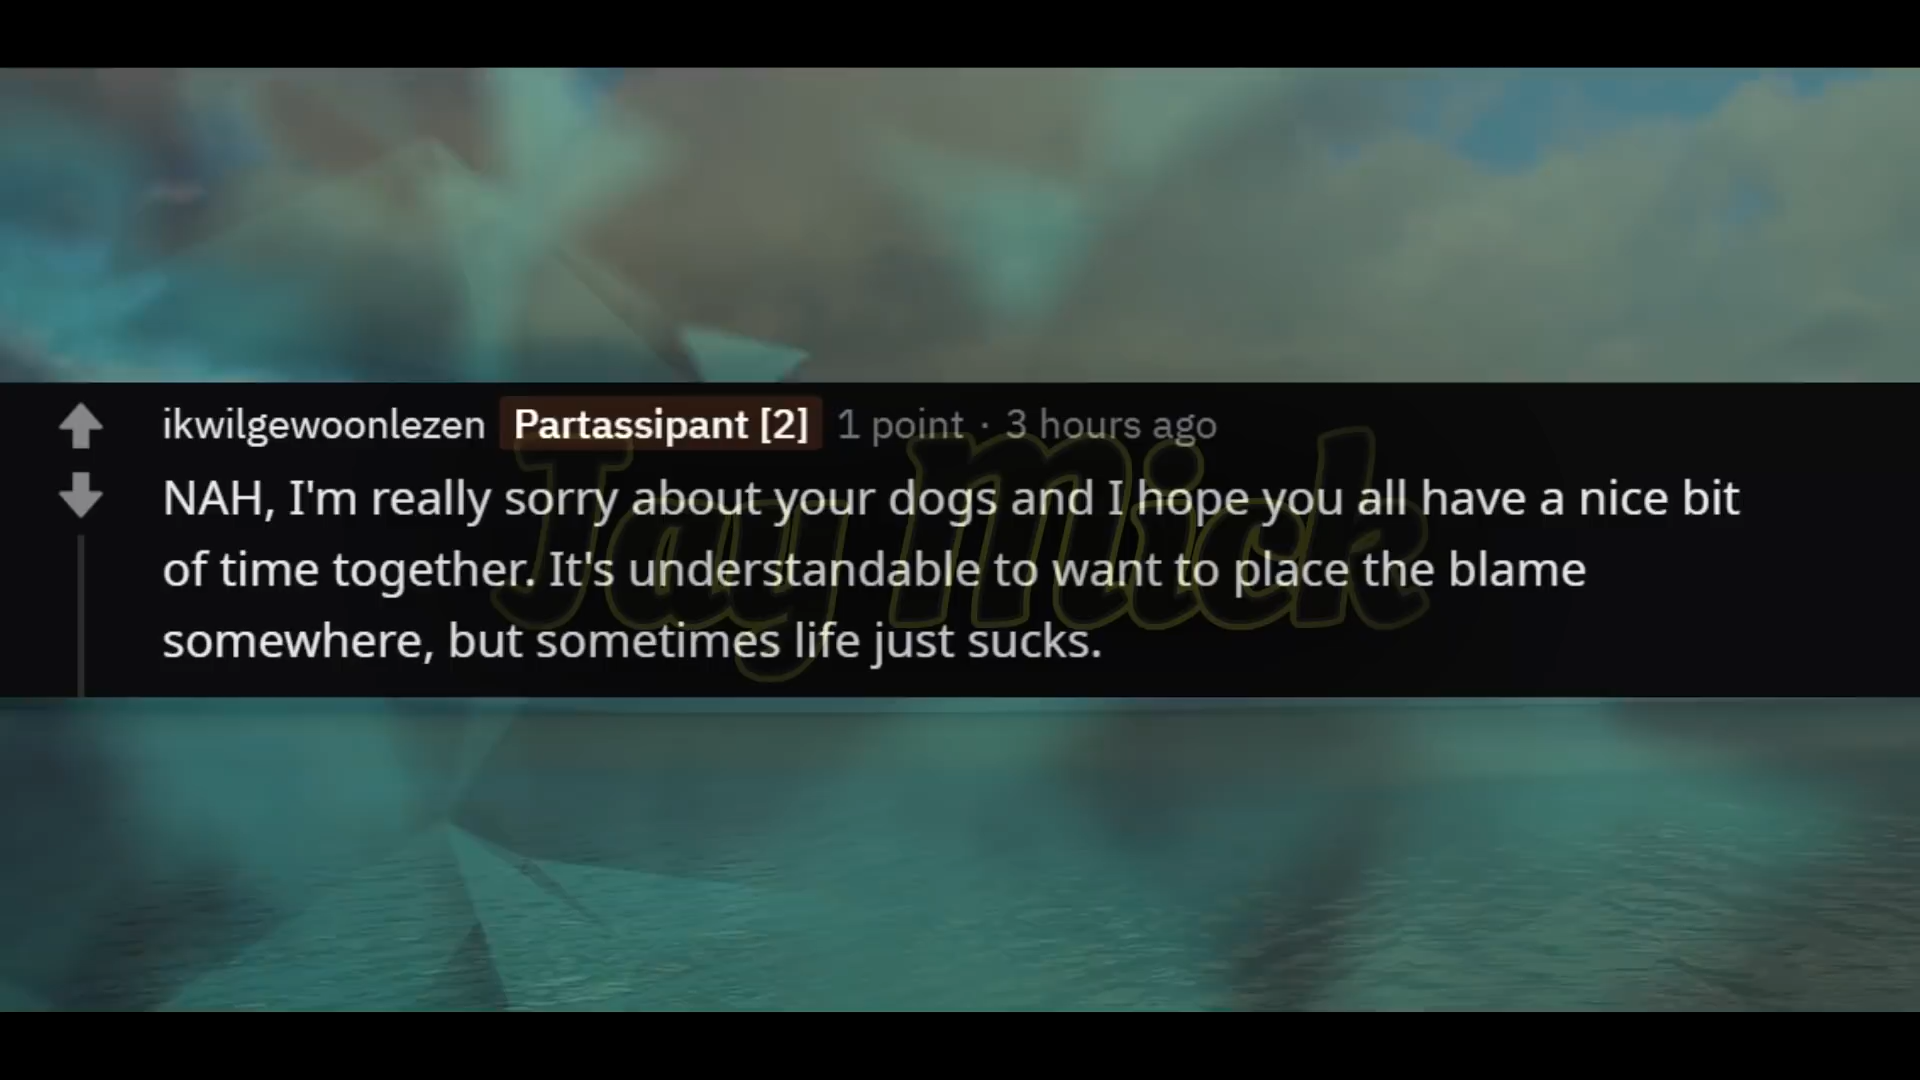 ikwilgewoonlezen Partassipant [2] 1 point · 3 hours ago
NAH, I'm really sorry about your dogs and I hope you all have a nice bit
of time together. It's understandable to want to place the blame
somewhere, but sometimes life just sucks.
Jay Mick